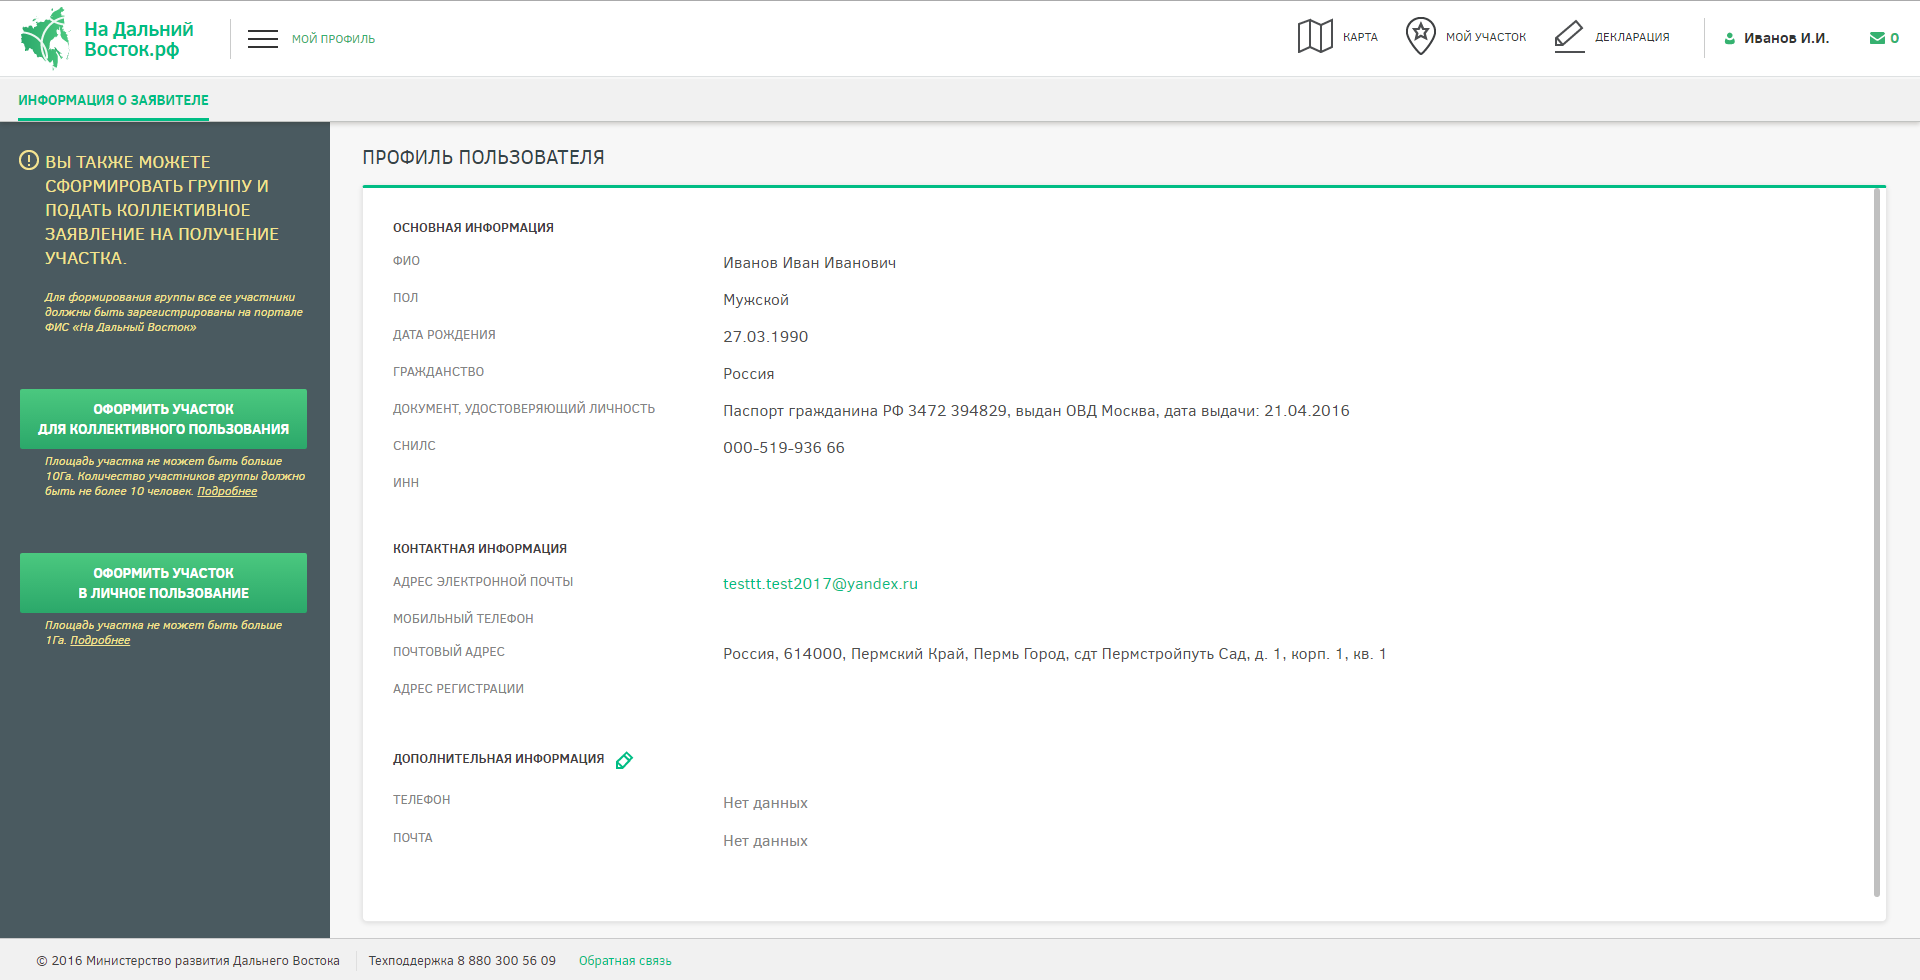 На Дальний
Восток.рф
МОЙ ПРОФИЛЬ
КАРТА
МОЙ УЧАСТОК
ДЕКЛАРАЦИЯ
Иванов И.И.
0
ИНФОРМАЦИЯ О ЗАЯВИТЕЛЕ
ВЫ ТАКЖЕ МОЖЕТЕ
СФОРМИРОВАТЬ ГРУППУ И
ПОДАТЬ КОЛЛЕКТИВНОЕ
ЗАЯВЛЕНИЕ НА ПОЛУЧЕНИЕ
УЧАСТКА.
Для формирования группы все ее участники
должны быть зарегистрированы на портале
ФИС «На Дальный Восток»
ОФОРМИТЬ УЧАСТОК
ДЛЯ КОЛЛЕКТИВНОГО ПОЛЬЗОВАНИЯ
Площадь участка не может быть больше
10Га. Количество участников группы должно
быть не более 10 человек. Подробнее
ОФОРМИТЬ УЧАСТОК
В ЛИЧНОЕ ПОЛЬЗОВАНИЕ
Площадь участка не может быть больше
1Га. Подробнее
ПРОФИЛЬ ПОЛЬЗОВАТЕЛЯ
ОСНОВНАЯ ИНФОРМАЦИЯ
ФИО Иванов Иван Иванович
ПОЛ Мужской
ДАТА РОЖДЕНИЯ 27.03.1990
ГРАЖДАНСТВО Россия
ДОКУМЕНТ, УДОСТОВЕРЯЮЩИЙ ЛИЧНОСТЬ Паспорт гражданина РФ 3472 394829, выдан ОВД Москва, дата выдачи: 21.04.2016
СНИЛС 000-519-936 66
ИНН
КОНТАКТНАЯ ИНФОРМАЦИЯ
АДРЕС ЭЛЕКТРОННОЙ ПОЧТЫ testtt.test2017@yandex.ru
МОБИЛЬНЫЙ ТЕЛЕФОН
ПОЧТОВЫЙ АДРЕС Россия, 614000, Пермский Край, Пермь Город, сдт Пермстройпуть Сад, д. 1, корп. 1, кв. 1
АДРЕС РЕГИСТРАЦИИ
ДОПОЛНИТЕЛЬНАЯ ИНФОРМАЦИЯ
ТЕЛЕФОН Нет данных
ПОЧТА Нет данных
© 2016 Министерство развития Дальнего Востока
Техподдержка 8 880 300 56 09
Обратная связь